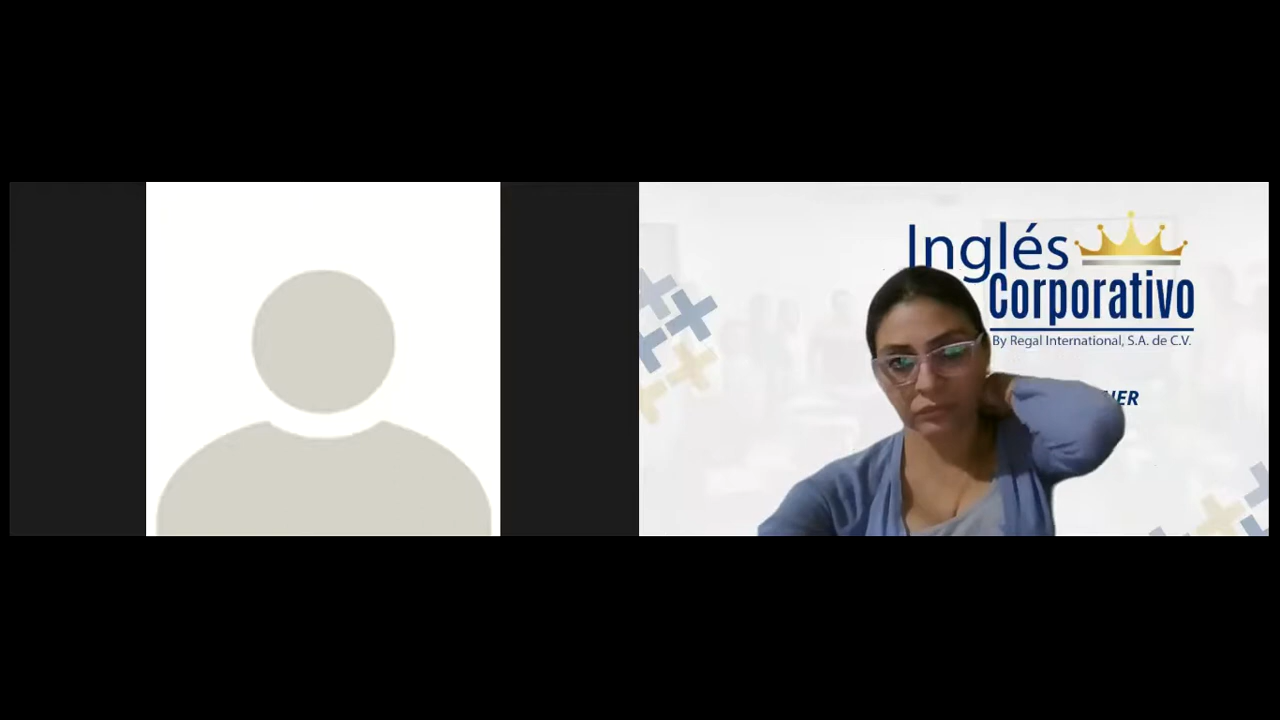 Inglés
Corporativo
By Regal International, S.A. de C.V.